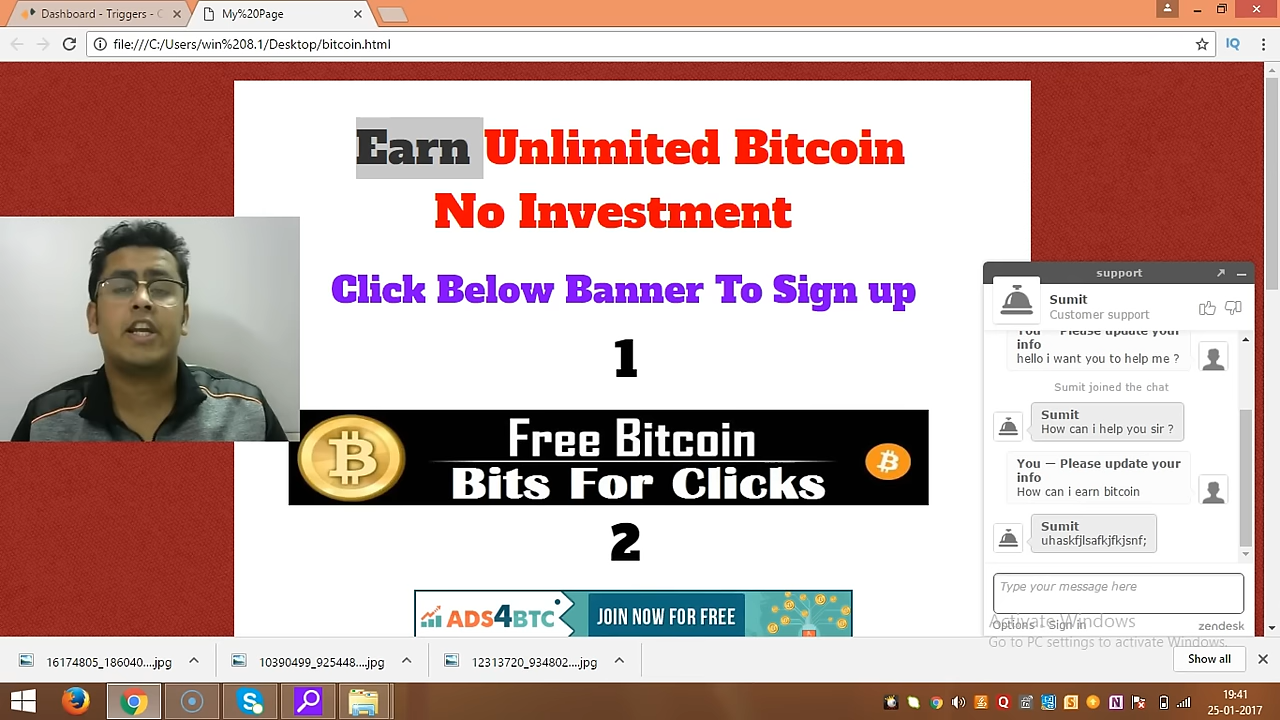 Dashboard - Triggers - C
My%20Page
file:///C:/Users/win%208.1/Desktop/bitcoin.html
IQ
Earn Unlimited Bitcoin
No Investment
Click Below Banner To Sign up
1
Free Bitcoin
Bits For Clicks
2
ADS4BTC
JOIN NOW FOR FREE
support
Sumit
Customer support
You — Please update your
info
hello i want you to help me ?
Sumit joined the chat
Sumit
How can i help you sir ?
You — Please update your
info
How can i earn bitcoin
Sumit
uhaskfjlsafkjfkjsnf;
Type your message here
Options
Sign in
zendesk
Activate Windows
Go to PC settings to activate Windows.
16174805_186040....jpg
10390499_925448....jpg
12313720_934802....jpg
Show all
19:41
25-01-2017